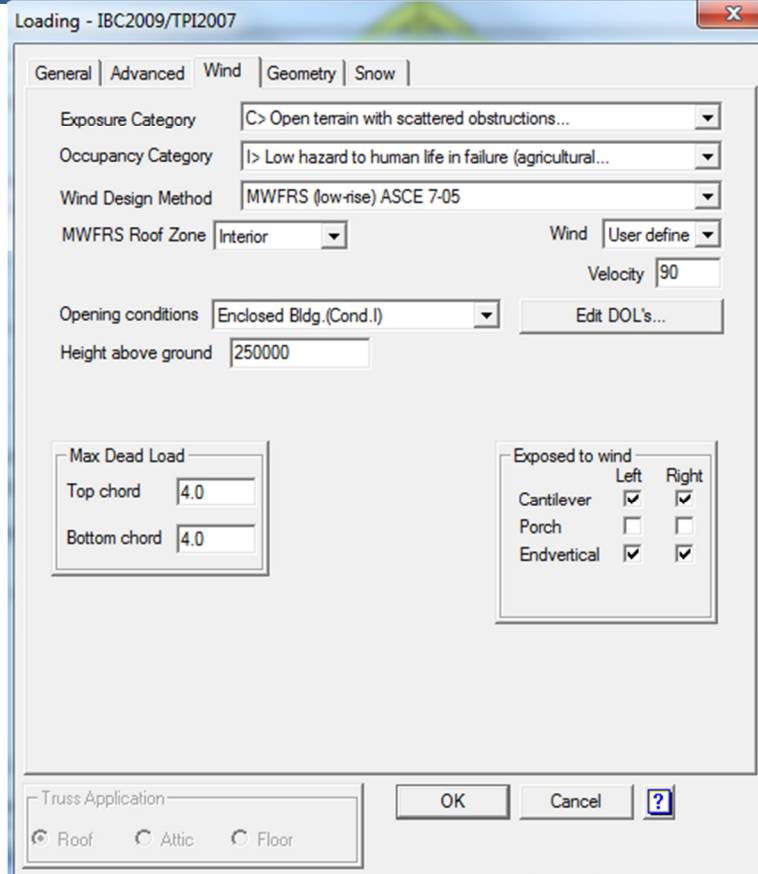 Loading - IBC2009/TPI2007
General Advanced Wind Geometry Snow
Exposure Category C> Open terrain with scattered obstructions...
Occupancy Category I> Low hazard to human life in failure (agricultural...
Wind Design Method MWFRS (low-rise) ASCE 7-05
MWFRS Roof Zone Interior Wind User define
Velocity 90
Opening conditions Enclosed Bldg.(Cond.I) Edit DOL's...
Height above ground 250000
Max Dead Load Exposed to wind
Left Right
Top chord 4.0 Cantilever
Porch
Bottom chord 4.0 Endvertical
Truss Application OK Cancel ?
Roof Attic Floor